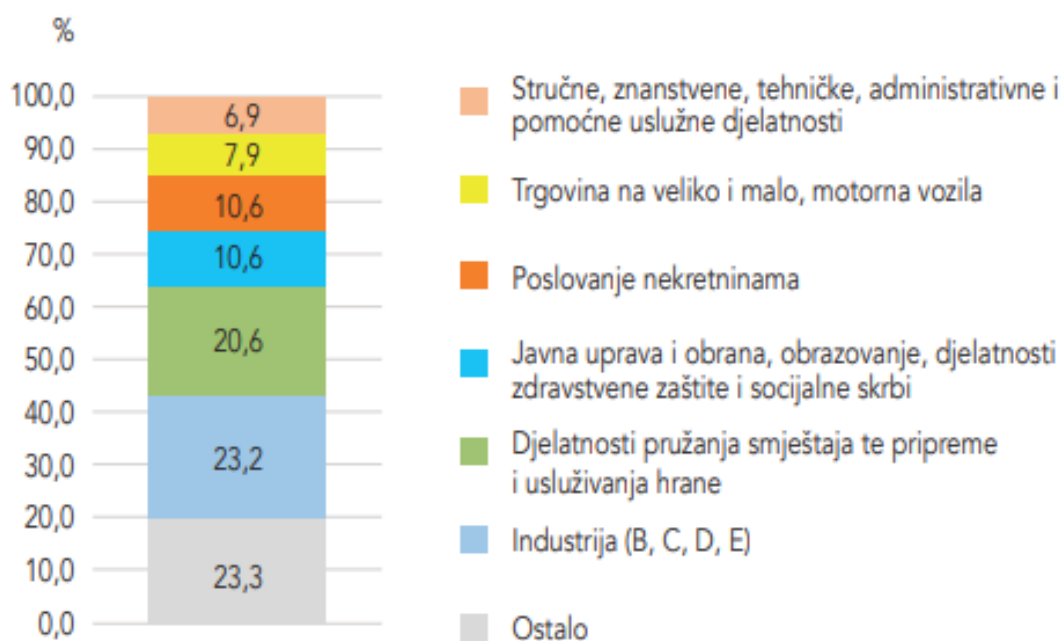 %
100,0
90,0
80,0
70,0
60,0
50,0
40,0
30,0
20,0
10,0
0,0
6,9
7,9
10,6
10,6
20,6
23,2
23,3
Stručne, znanstvene, tehničke, administrativne i
pomoćne uslužne djelatnosti
Trgovina na veliko i malo, motorna vozila
Poslovanje nekretninama
Javna uprava i obrana, obrazovanje, djelatnosti
zdravstvene zaštite i socijalne skrbi
Djelatnosti pružanja smještaja te pripreme
i usluživanja hrane
Industrija (B, C, D, E)
Ostalo